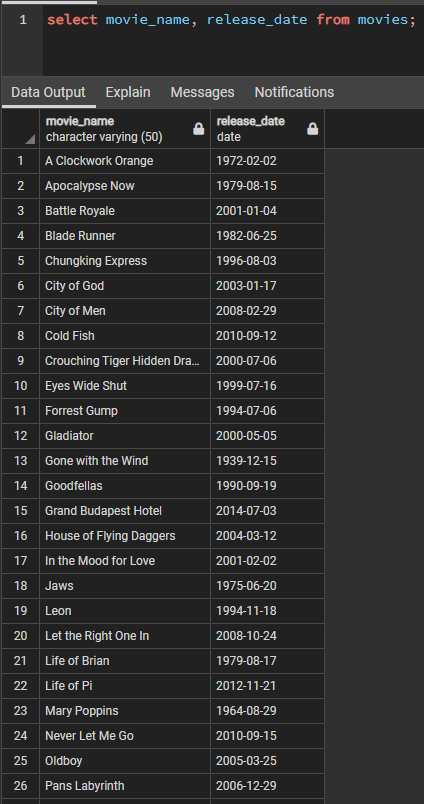 1 select movie_name, release_date from movies;
Data Output Explain Messages Notifications
movie_name release_date
character varying (50) date
1 A Clockwork Orange 1972-02-02
2 Apocalypse Now 1979-08-15
3 Battle Royale 2001-01-04
4 Blade Runner 1982-06-25
5 Chungking Express 1996-08-03
6 City of God 2003-01-17
7 City of Men 2008-02-29
8 Cold Fish 2010-09-12
9 Crouching Tiger Hidden Dra... 2000-07-06
10 Eyes Wide Shut 1999-07-16
11 Forrest Gump 1994-07-06
12 Gladiator 2000-05-05
13 Gone with the Wind 1939-12-15
14 Goodfellas 1990-09-19
15 Grand Budapest Hotel 2014-07-03
16 House of Flying Daggers 2004-03-12
17 In the Mood for Love 2001-02-02
18 Jaws 1975-06-20
19 Leon 1994-11-18
20 Let the Right One In 2008-10-24
21 Life of Brian 1979-08-17
22 Life of Pi 2012-11-21
23 Mary Poppins 1964-08-29
24 Never Let Me Go 2010-09-15
25 Oldboy 2005-03-25
26 Pans Labyrinth 2006-12-29